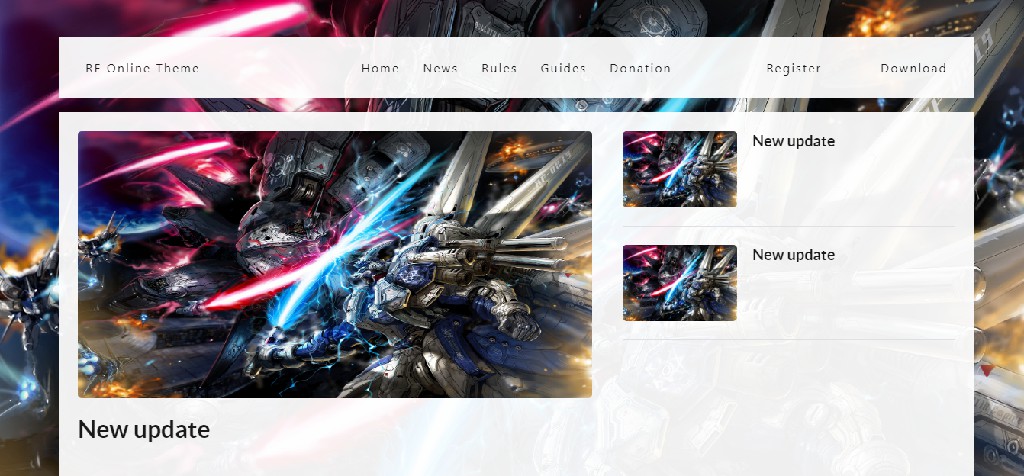 RF Online Theme
Home News Rules Guides Donation
Register
Download
New update
New update
New update